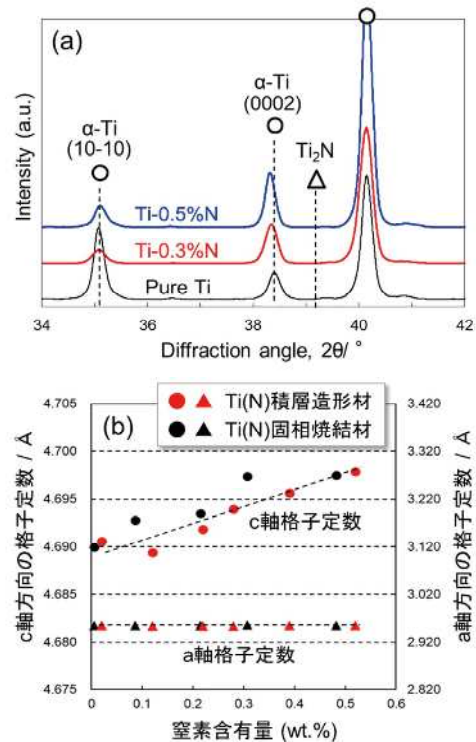 (a)
α-Ti
(10-10)
α-Ti
(0002)
Ti₂N
Ti-0.5%N
Ti-0.3%N
Pure Ti
Intensity (a.u.)
34 36 38 40 42
Diffraction angle, 2θ/ °
(b)
Ti(N)積層造形材
Ti(N)固相焼結材
4.705
4.700
4.695
4.690
4.685
4.680
4.675
c軸方向の格子定数 / Å
c軸格子定数
a軸格子定数
3.420
3.320
3.220
3.120
3.020
2.920
2.820
a軸方向の格子定数 / Å
0 0.1 0.2 0.3 0.4 0.5 0.6
窒素含有量 (wt.%)